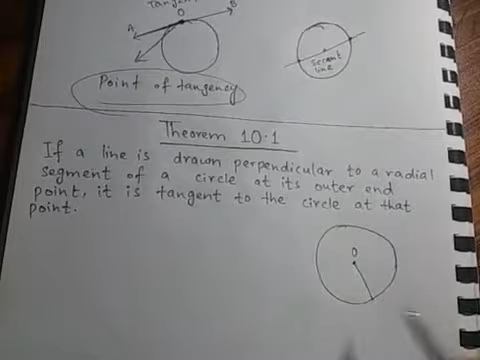 Tangent
O
A
B
secant
line
Point of tangency
Theorem 10.1
If a line is drawn perpendicular to a radial
segment of a circle at its outer end
point, it is tangent to the circle at that
point.
O